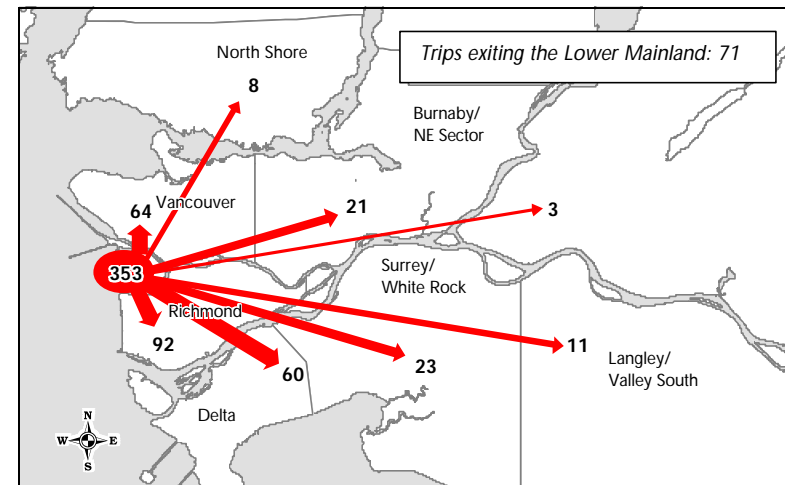 North Shore
Trips exiting the Lower Mainland: 71
8
Burnaby/
NE Sector
64
Vancouver
21
3
353
Surrey/
White Rock
Richmond
92
60
23
11
Langley/
Valley South
Delta
N
W
E
S